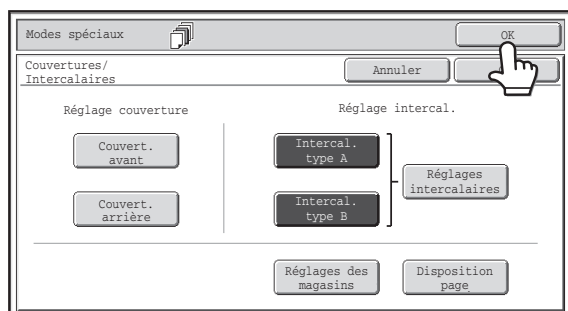 Modes spéciaux
OK
Couvertures/
Intercalaires
Annuler
Réglage couverture
Réglage intercal.
Couvert.
avant
Intercal.
type A
Réglages
intercalaires
Couvert.
arrière
Intercal.
type B
Réglages des
magasins
Disposition
page